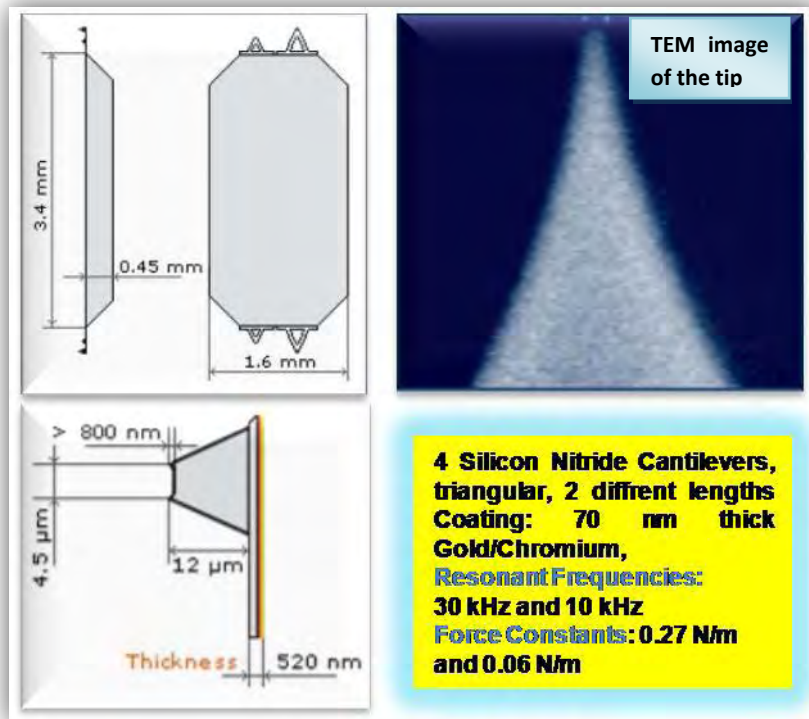 3.4 mm
0.45 mm
1.6 mm
TEM image
of the tip
> 800 nm
4.5 µm
12 µm
Thickness
520 nm
4 Silicon Nitride Cantilevers,
triangular, 2 diffrent lengths
Coating: 70 nm thick
Gold/Chromium,
Resonant Frequencies:
30 kHz and 10 kHz
Force Constants: 0.27 N/m
and 0.06 N/m